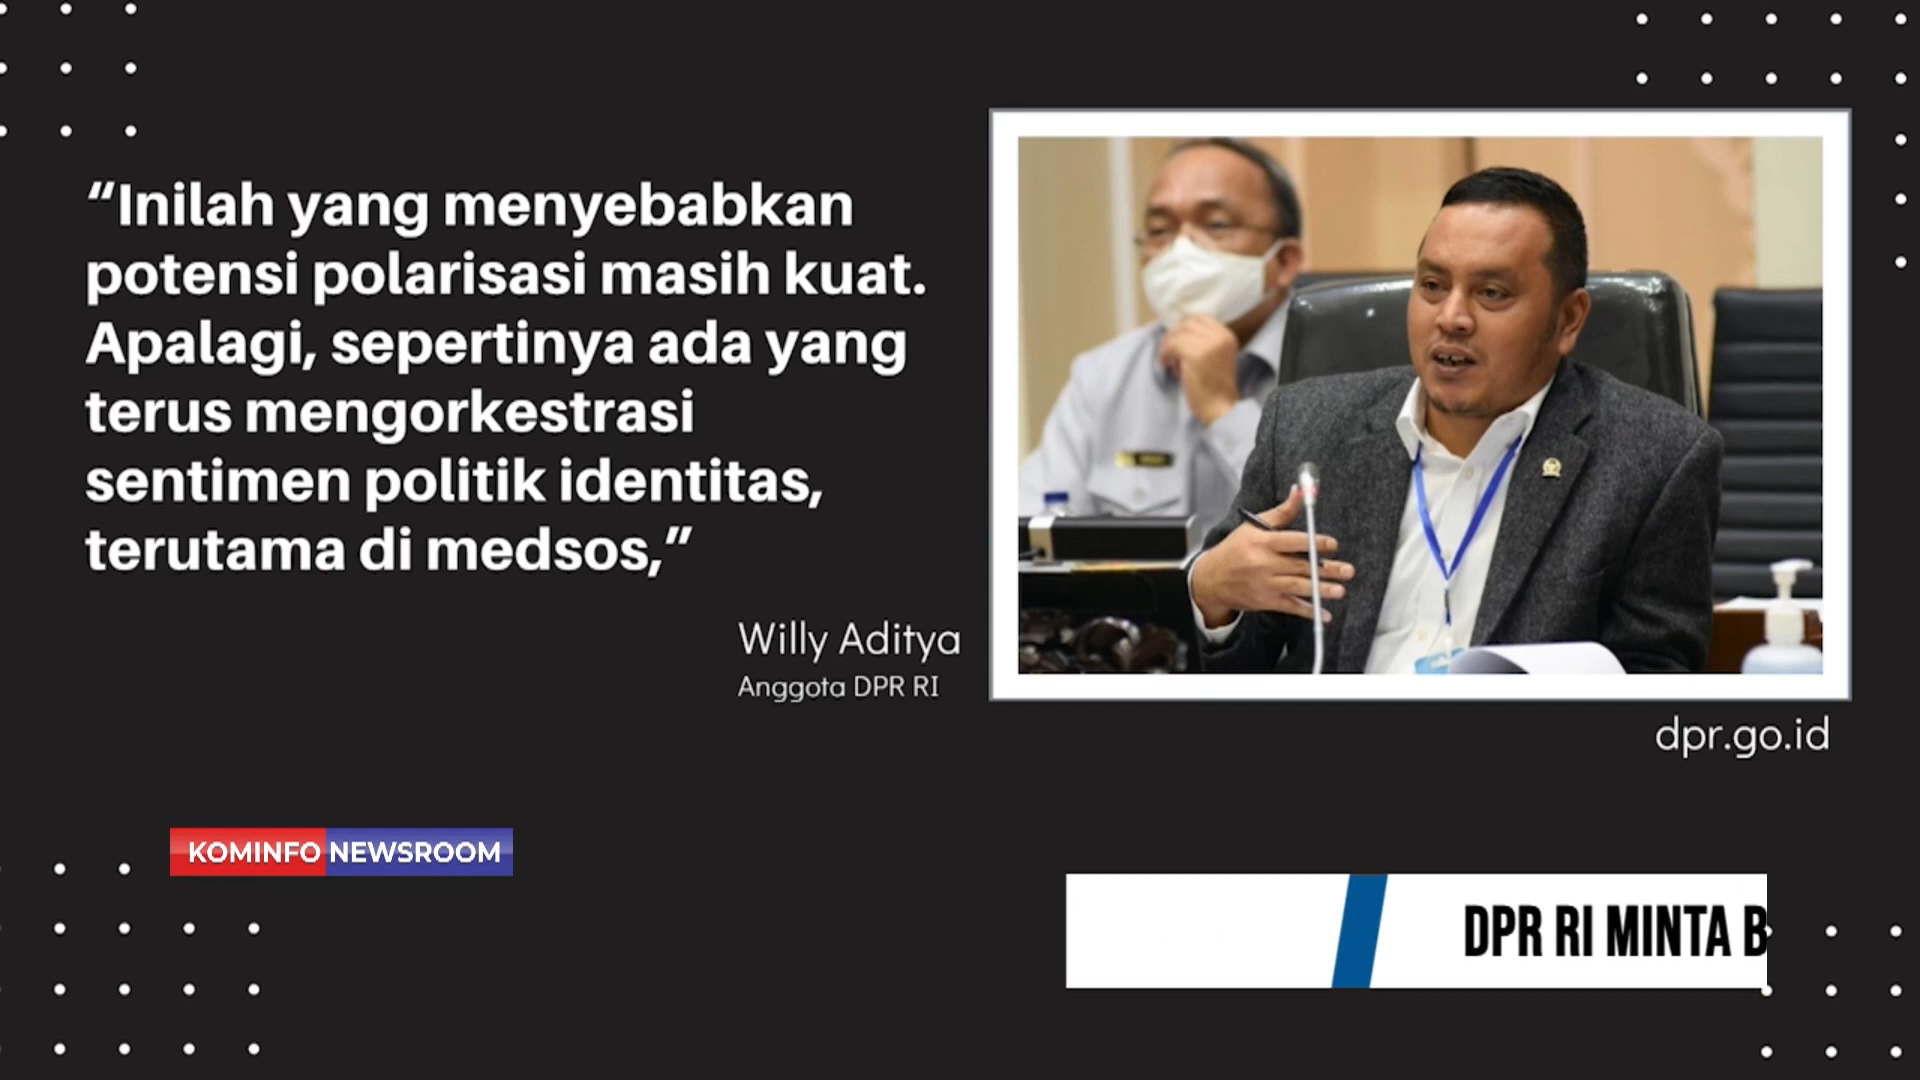 “Inilah yang menyebabkan
potensi polarisasi masih kuat.
Apalagi, sepertinya ada yang
terus mengorkestrasi
sentimen politik identitas,
terutama di medsos,”
Willy Aditya
Anggota DPR RI
dpr.go.id
KOMINFO NEWSROOM
DPR RI MINTA B